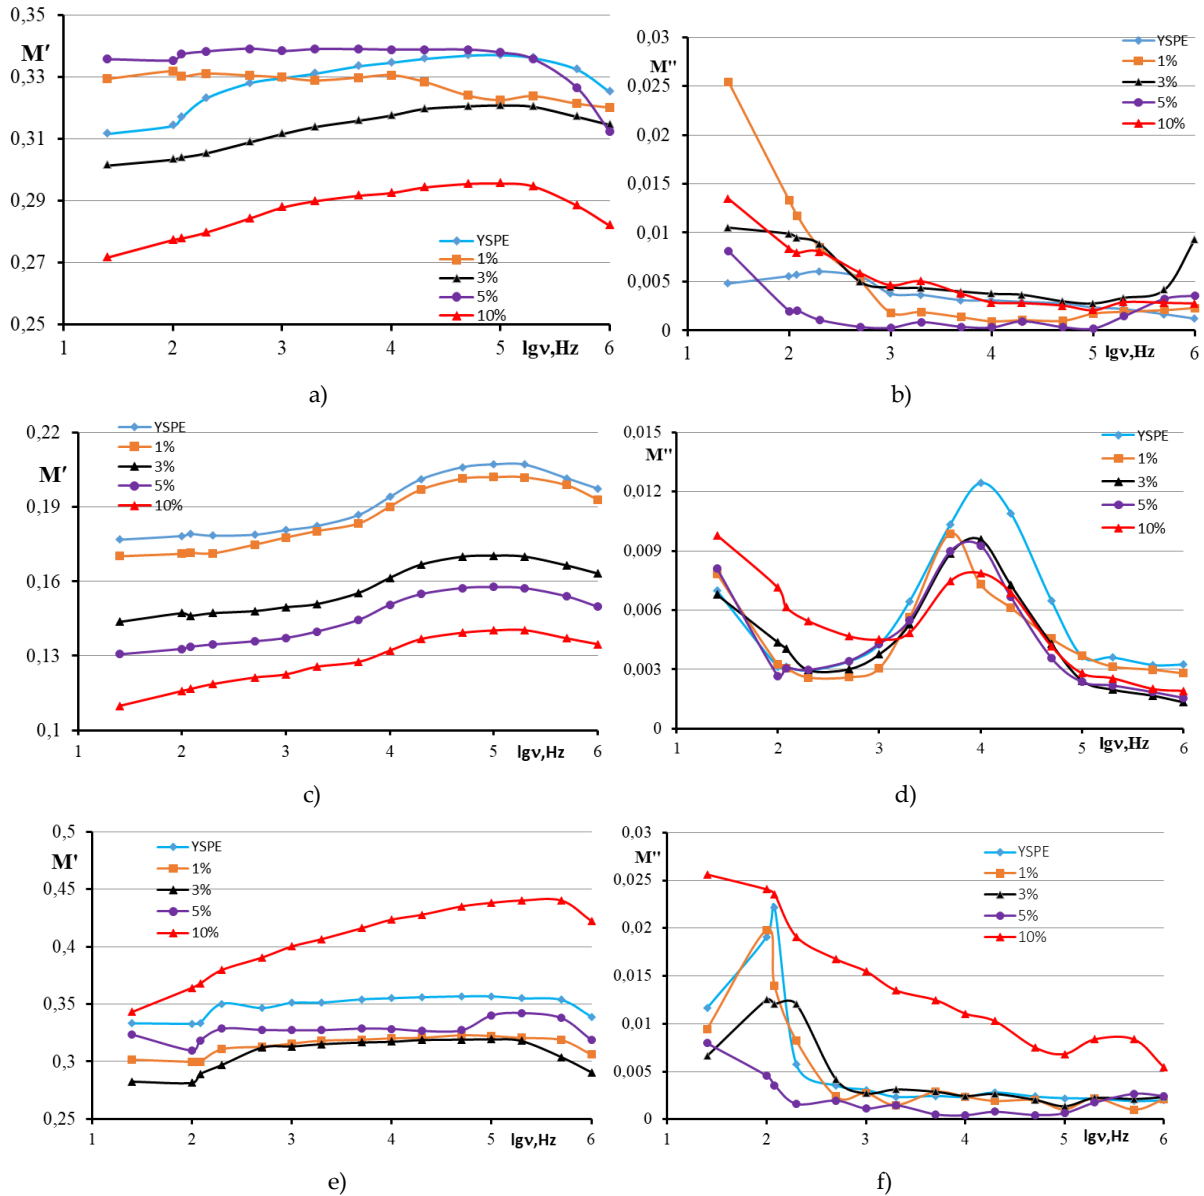 0,35
M′
0,33
0,31
0,29
0,27
0,25
1 2 3 4 5 6
lgν,Hz
YSPE
1%
3%
5%
10%
a)
0,03
M''
0,025
0,02
0,015
0,01
0,005
0
1 2 3 4 5 6
lgν,Hz
YSPE
1%
3%
5%
10%
b)
0,22
M′
0,19
0,16
0,13
0,1
1 2 3 4 5 6
lgν,Hz
YSPE
1%
3%
5%
10%
c)
0,015
M''
0,012
0,009
0,006
0,003
0
1 2 3 4 5 6
lgν,Hz
YSPE
1%
3%
5%
10%
d)
0,5
M'
0,45
0,4
0,35
0,3
0,25
1 2 3 4 5 6
lgν,Hz
YSPE
1%
3%
5%
10%
e)
0,03
M''
0,025
0,02
0,015
0,01
0,005
0
1 2 3 4 5 6
lgν,Hz
YSPE
1%
3%
5%
10%
f)